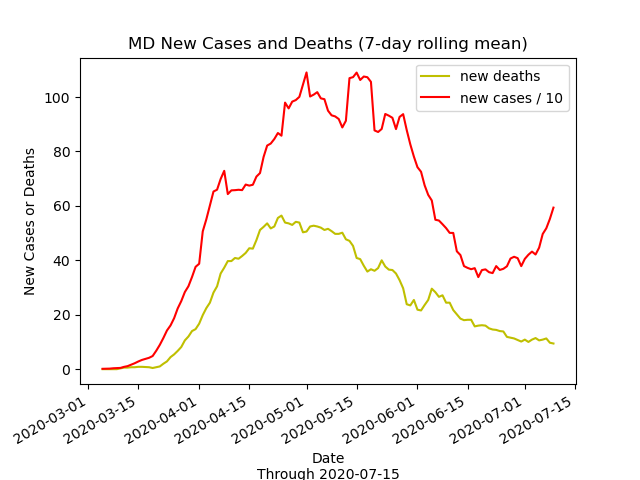 MD New Cases and Deaths (7-day rolling mean)
new deaths
new cases / 10
100
80
60
40
20
0
New Cases or Deaths
2020-03-01
2020-03-15
2020-04-01
2020-04-15
2020-05-01
2020-05-15
2020-06-01
2020-06-15
2020-07-01
2020-07-15
Date
Through 2020-07-15